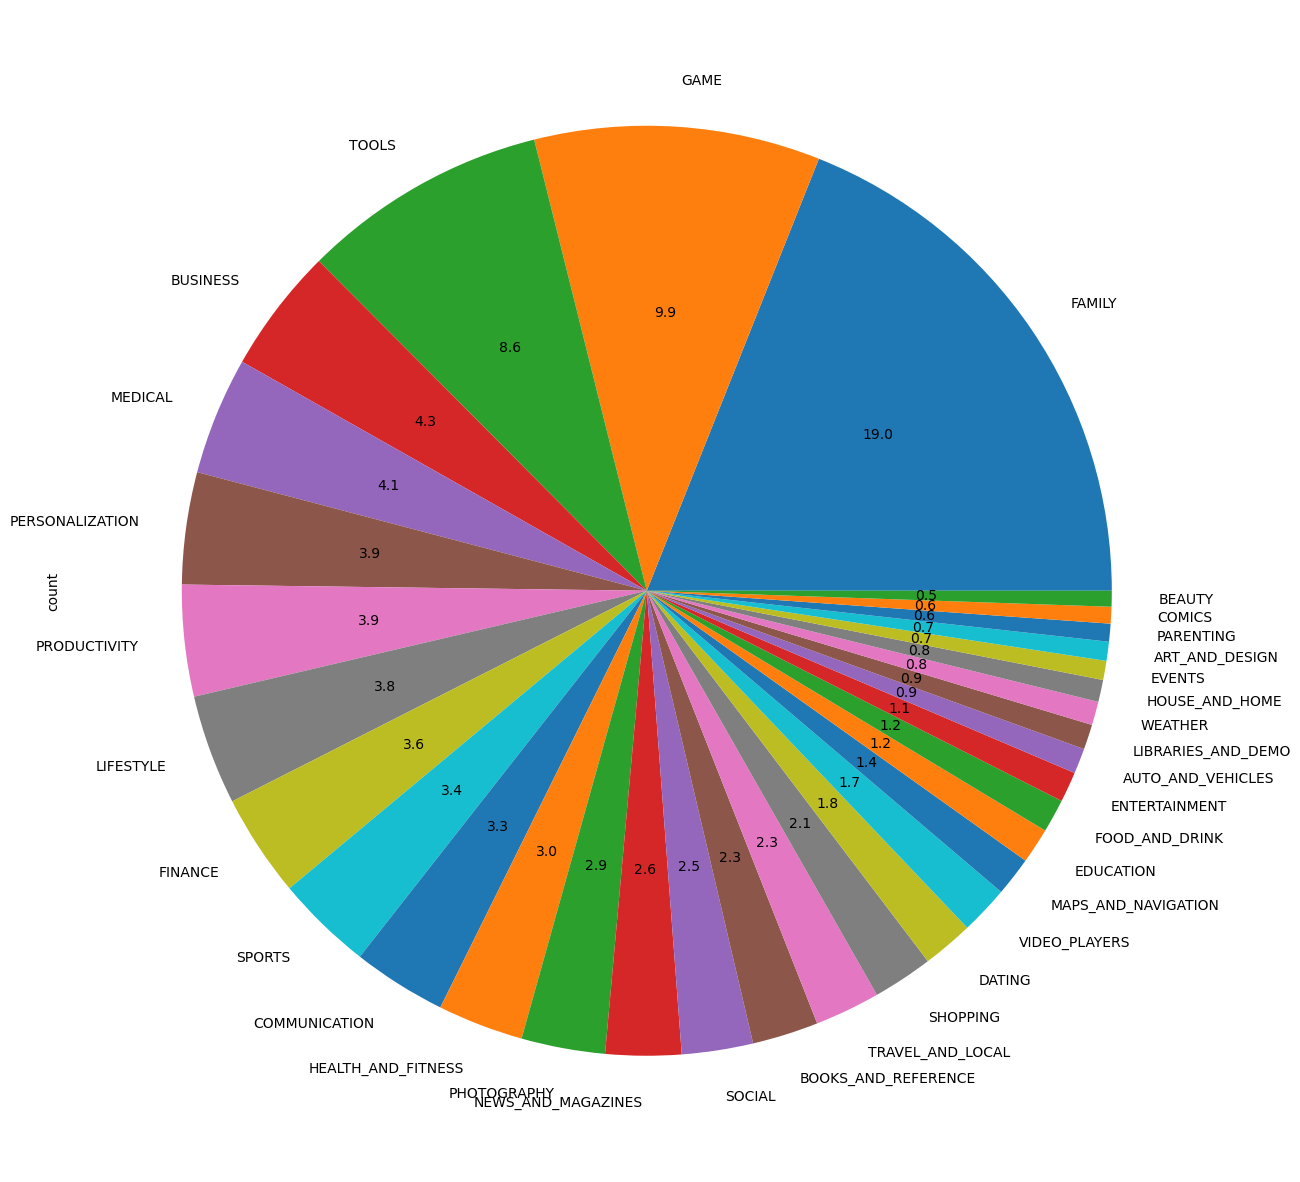 GAME
TOOLS
FAMILY
BUSINESS
MEDICAL
PERSONALIZATION
count
PRODUCTIVITY
LIFESTYLE
FINANCE
SPORTS
COMMUNICATION
HEALTH_AND_FITNESS
PHOTOGRAPHY
NEWS_AND_MAGAZINES
SOCIAL
BOOKS_AND_REFERENCE
TRAVEL_AND_LOCAL
SHOPPING
DATING
VIDEO_PLAYERS
MAPS_AND_NAVIGATION
EDUCATION
FOOD_AND_DRINK
ENTERTAINMENT
AUTO_AND_VEHICLES
LIBRARIES_AND_DEMO
WEATHER
HOUSE_AND_HOME
EVENTS
ART_AND_DESIGN
PARENTING
COMICS
BEAUTY
19.0
9.9
8.6
4.3
4.1
3.9
3.9
3.8
3.6
3.4
3.3
3.0
2.9
2.6
2.5
2.3
2.3
2.1
1.8
1.7
1.4
1.2
1.2
1.1
0.9
0.9
0.8
0.8
0.7
0.7
0.6
0.6
0.5